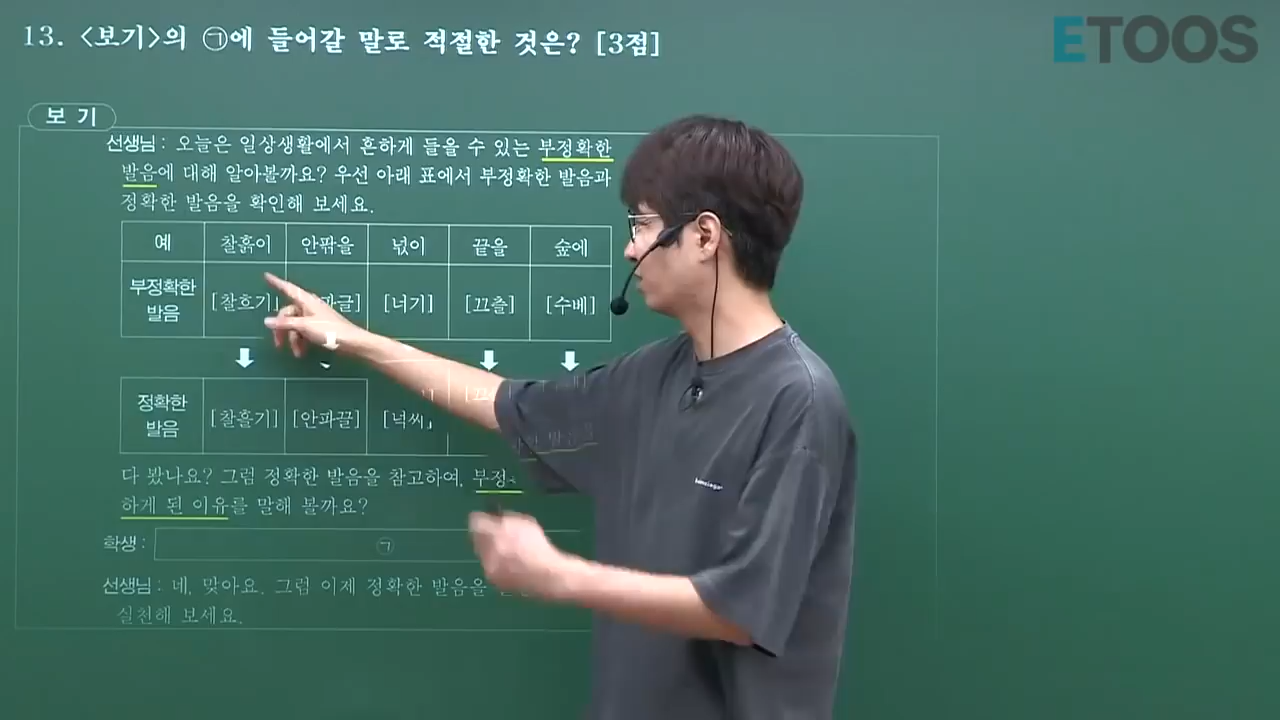 13. <보기>의 ㉠에 들어갈 말로 적절한 것은? [3점]
ETOOS
보 기
선생님 : 오늘은 일상생활에서 흔하게 들을 수 있는 부정확한
발음에 대해 알아볼까요? 우선 아래 표에서 부정확한 발음과
정확한 발음을 확인해 보세요.
예 찰흙이 안팎을 넋이 끝을 숲에
부정확한 발음 [찰흐기] [너기] [끄츨] [수베]
정확한 발음 [찰흘기] [안파끌] [넉씨]
다 봤나요? 그럼 정확한 발음을 참고하여, 부정
하게 된 이유를 말해 볼까요?
학생 : ㉠
선생님 : 네, 맞아요. 그럼 이제 정확한 발음을
실천해 보세요.